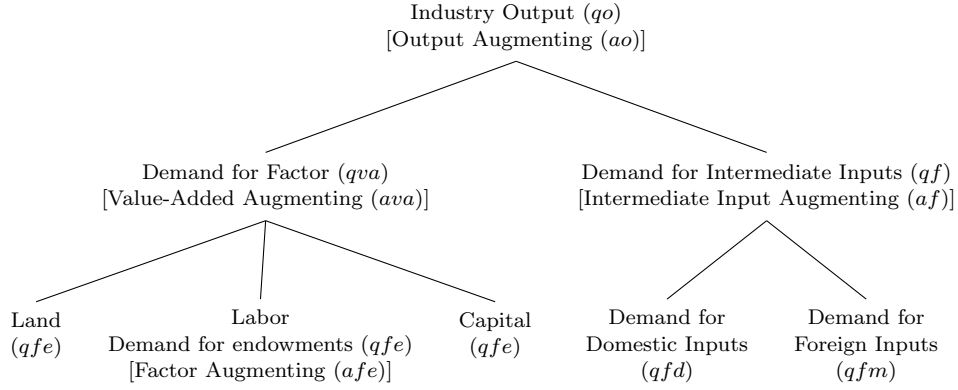 Industry Output (qo)
[Output Augmenting (ao)]
Demand for Factor (qva)
[Value-Added Augmenting (ava)]
Demand for Intermediate Inputs (qf)
[Intermediate Input Augmenting (af)]
Land
(qfe)
Labor
Demand for endowments (qfe)
[Factor Augmenting (afe)]
Capital
(qfe)
Demand for
Domestic Inputs
(qfd)
Demand for
Foreign Inputs
(qfm)